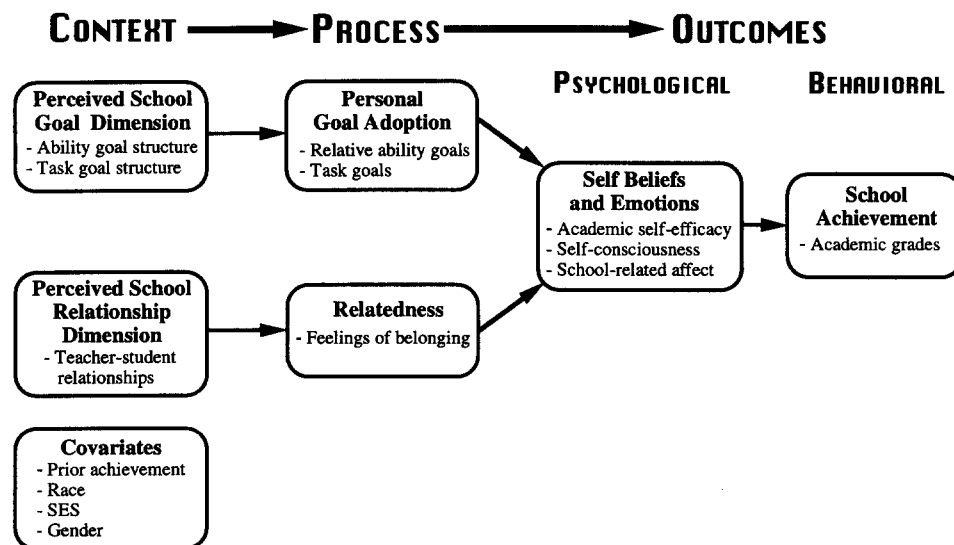 CONTEXT PROCESS OUTCOMES
PSYCHOLOGICAL BEHAVIORAL
Perceived School
Goal Dimension
- Ability goal structure
- Task goal structure
Personal
Goal Adoption
- Relative ability goals
- Task goals
Self Beliefs
and Emotions
- Academic self-efficacy
- Self-consciousness
- School-related affect
School
Achievement
- Academic grades
Perceived School
Relationship
Dimension
- Teacher-student
relationships
Relatedness
- Feelings of belonging
Covariates
- Prior achievement
- Race
- SES
- Gender